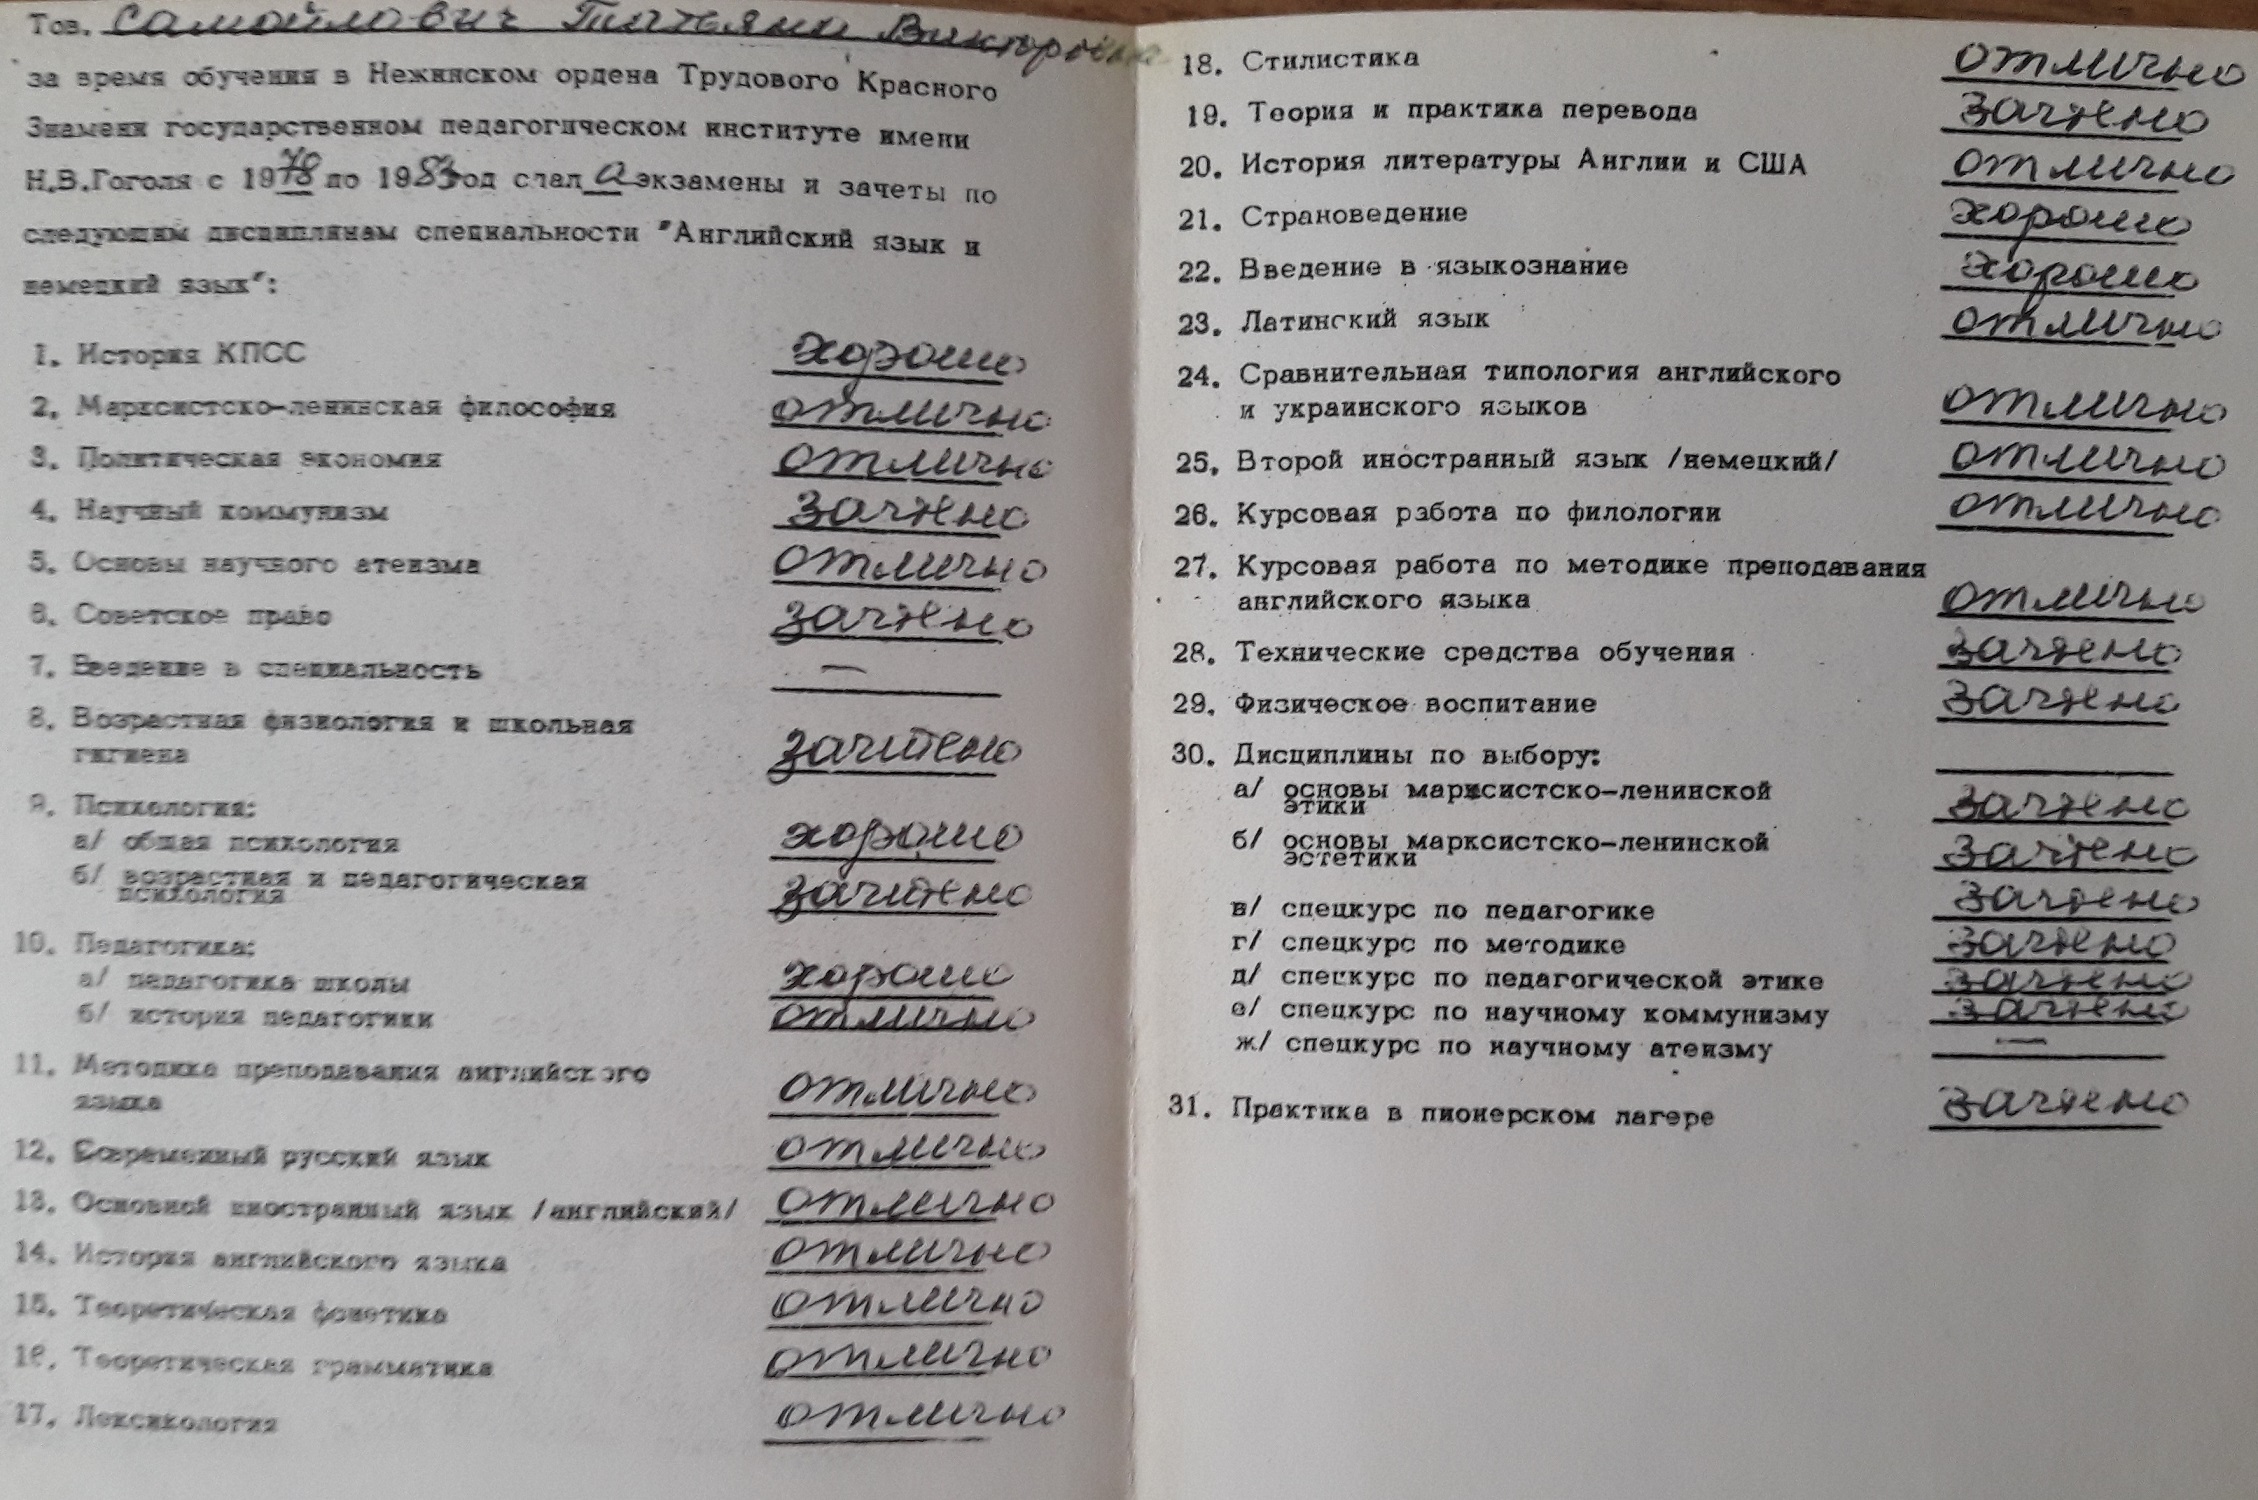 Тов. Самойлович Татьяна Викторовна
за время обучения в Нежинском ордена Трудового Красного
Знамени государственном педагогическом институте имени
Н.В.Гоголя с 1978 по 1983 год сдала экзамены и зачеты по
следующим дисциплинам специальности "Английский язык и
немецкий язык":
1. История КПСС хорошо
2. Марксистско-ленинская философия отлично
3. Политическая экономия отлично
4. Научный коммунизм зачтено
5. Основы научного атеизма отлично
6. Советское право зачтено
7. Введение в специальность —
8. Возрастная физиология и школьная
гигиена зачтено
9. Психология:
а/ общая психология хорошо
б/ возрастная и педагогическая
психология зачтено
10. Педагогика:
а/ педагогика школы хорошо
б/ история педагогики отлично
11. Методика преподавания английского
языка отлично
12. Современный русский язык отлично
13. Основной иностранный язык /английский/ отлично
14. История английского языка отлично
15. Теоретическая фонетика отлично
16. Теоретическая грамматика отлично
17. Лексикология отлично
18. Стилистика отлично
19. Теория и практика перевода зачтено
20. История литературы Англии и США отлично
21. Страноведение хорошо
22. Введение в языкознание хорошо
23. Латинский язык отлично
24. Сравнительная типология английского
и украинского языков отлично
25. Второй иностранный язык /немецкий/ отлично
26. Курсовая работа по филологии отлично
27. Курсовая работа по методике преподавания
английского языка отлично
28. Технические средства обучения зачтено
29. Физическое воспитание зачтено
30. Дисциплины по выбору:
а/ основы марксистско-ленинской
этики зачтено
б/ основы марксистско-ленинской
эстетики зачтено
в/ спецкурс по педагогике зачтено
г/ спецкурс по методике зачтено
д/ спецкурс по педагогической этике зачтено
е/ спецкурс по научному коммунизму зачтено
ж/ спецкурс по научному атеизму —
31. Практика в пионерском лагере зачтено